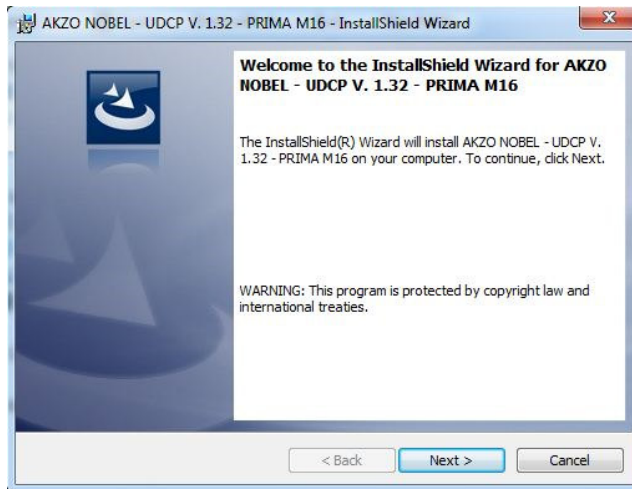 AKZO NOBEL - UDCP V. 1.32 - PRIMA M16 - InstallShield Wizard
Welcome to the InstallShield Wizard for AKZO
NOBEL - UDCP V. 1.32 - PRIMA M16
The InstallShield(R) Wizard will install AKZO NOBEL - UDCP V.
1.32 - PRIMA M16 on your computer. To continue, click Next.
WARNING: This program is protected by copyright law and
international treaties.
< Back Next > Cancel